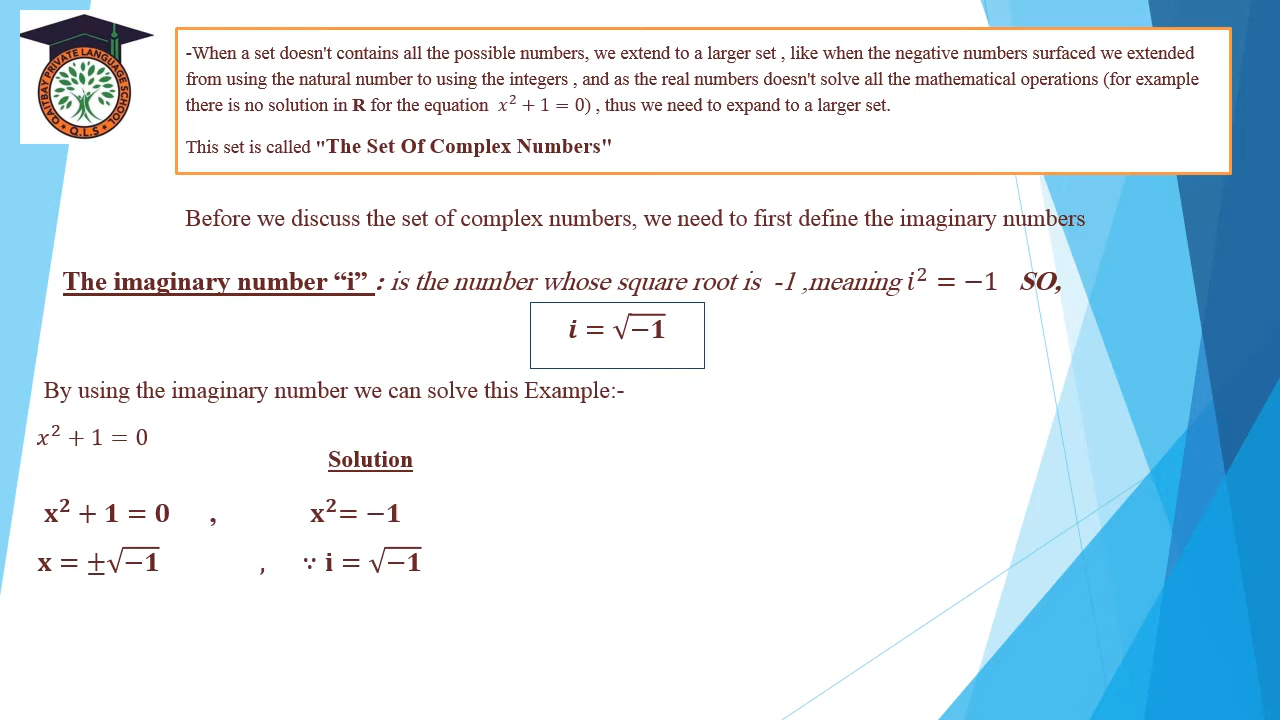 QAITBAY PRIVATE LANGUAGE SCHOOL
Q.L.S
-When a set doesn't contains all the possible numbers, we extend to a larger set , like when the negative numbers surfaced we extended
from using the natural number to using the integers , and as the real numbers doesn't solve all the mathematical operations (for example
there is no solution in R for the equation x² + 1 = 0) , thus we need to expand to a larger set.
This set is called "The Set Of Complex Numbers"
Before we discuss the set of complex numbers, we need to first define the imaginary numbers
The imaginary number “i” : is the number whose square root is -1 ,meaning i² = −1 SO,
i = √−1
By using the imaginary number we can solve this Example:-
x² + 1 = 0
Solution
x² + 1 = 0 , x²= −1
x = ±√−1 , ∵ i = √−1